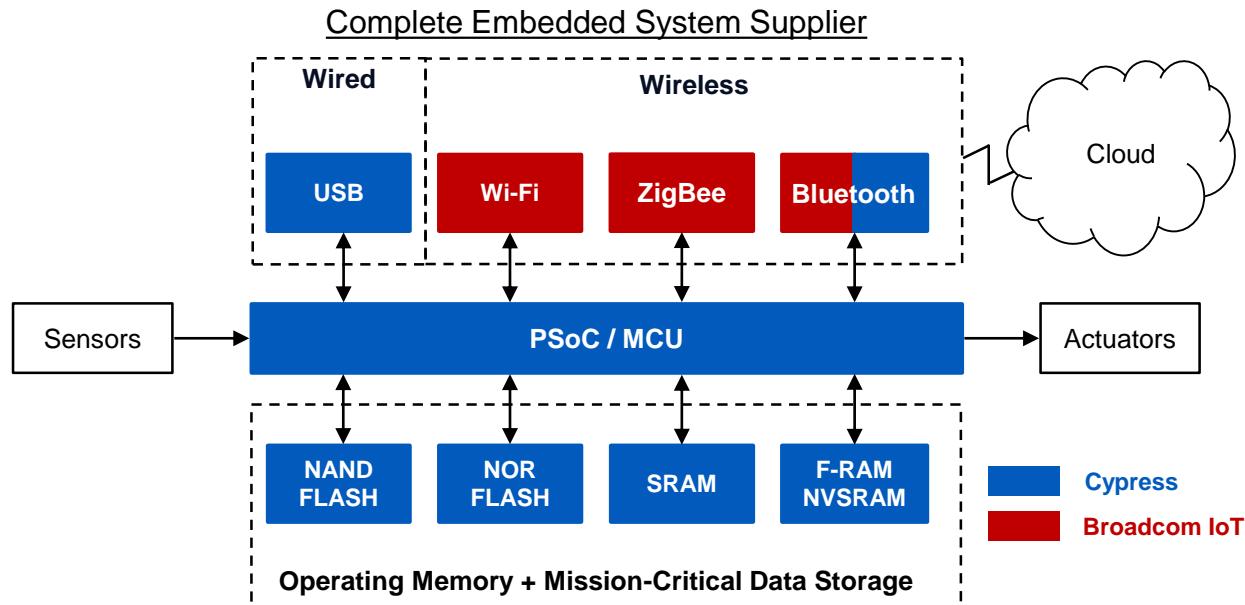 Complete Embedded System Supplier
Wired
Wireless
Cloud
USB
Wi-Fi
ZigBee
Bluetooth
Sensors
PSoC / MCU
Actuators
NAND
FLASH
NOR
FLASH
SRAM
F-RAM
NVSRAM
Cypress
Broadcom IoT
Operating Memory + Mission-Critical Data Storage